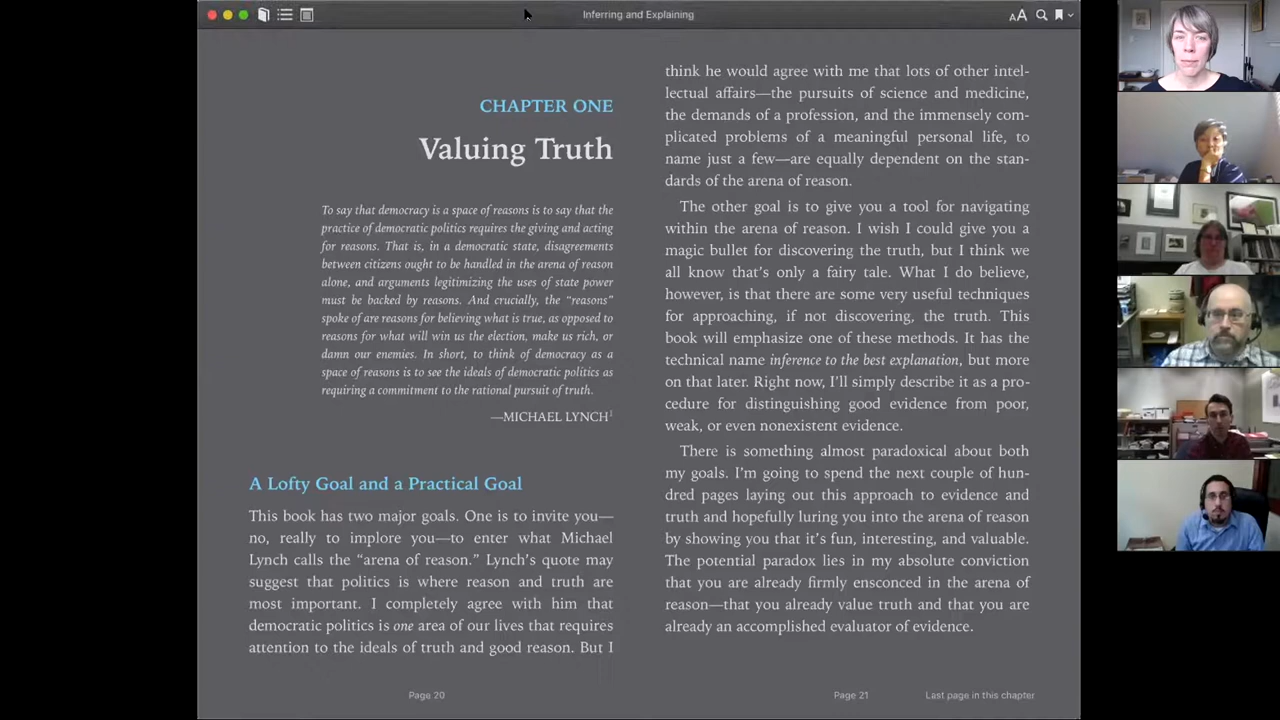 Inferring and Explaining
AA
CHAPTER ONE
Valuing Truth
To say that democracy is a space of reasons is to say that the
practice of democratic politics requires the giving and acting
for reasons. That is, in a democratic state, disagreements
between citizens ought to be handled in the arena of reason
alone, and arguments legitimizing the uses of state power
must be backed by reasons. And crucially, the “reasons”
spoke of are reasons for believing what is true, as opposed to
reasons for what will win us the election, make us rich, or
damn our enemies. In short, to think of democracy as a
space of reasons is to see the ideals of democratic politics as
requiring a commitment to the rational pursuit of truth.
—MICHAEL LYNCH1
A Lofty Goal and a Practical Goal
This book has two major goals. One is to invite you—
no, really to implore you—to enter what Michael
Lynch calls the “arena of reason.” Lynch’s quote may
suggest that politics is where reason and truth are
most important. I completely agree with him that
democratic politics is one area of our lives that requires
attention to the ideals of truth and good reason. But I
Page 20
think he would agree with me that lots of other intel-
lectual affairs—the pursuits of science and medicine,
the demands of a profession, and the immensely com-
plicated problems of a meaningful personal life, to
name just a few—are equally dependent on the stan-
dards of the arena of reason.
The other goal is to give you a tool for navigating
within the arena of reason. I wish I could give you a
magic bullet for discovering the truth, but I think we
all know that’s only a fairy tale. What I do believe,
however, is that there are some very useful techniques
for approaching, if not discovering, the truth. This
book will emphasize one of these methods. It has the
technical name inference to the best explanation, but more
on that later. Right now, I’ll simply describe it as a pro-
cedure for distinguishing good evidence from poor,
weak, or even nonexistent evidence.
There is something almost paradoxical about both
my goals. I’m going to spend the next couple of hun-
dred pages laying out this approach to evidence and
truth and hopefully luring you into the arena of reason
by showing you that it’s fun, interesting, and valuable.
The potential paradox lies in my absolute conviction
that you are already firmly ensconced in the arena of
reason—that you already value truth and that you are
already an accomplished evaluator of evidence.
Page 21
Last page in this chapter